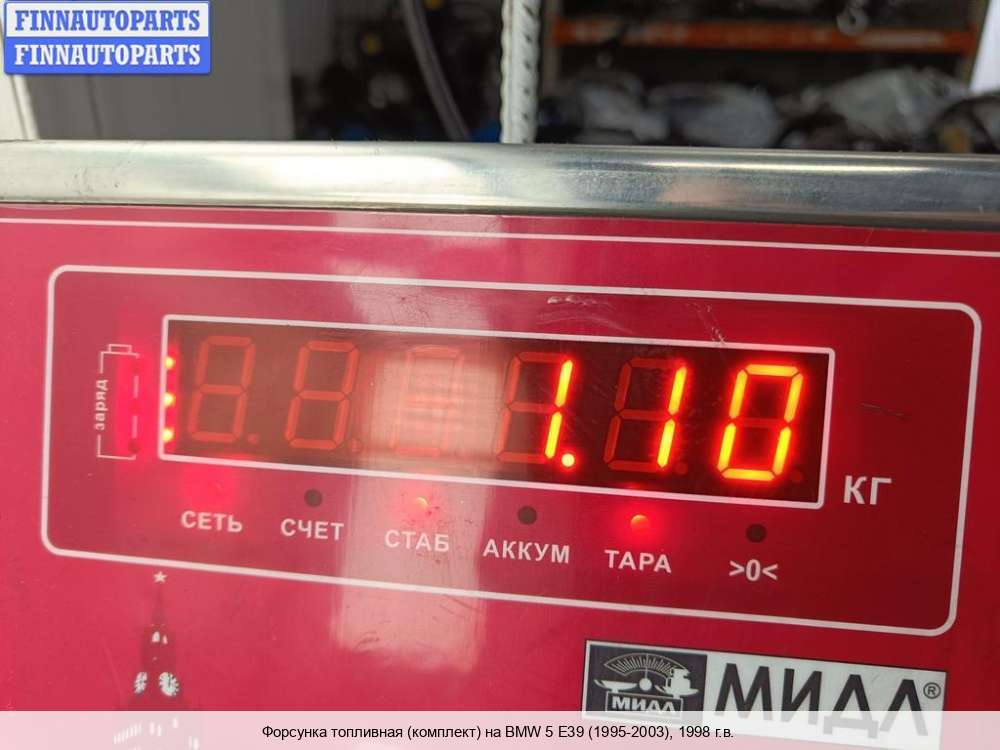 FINNAUTOPARTS
FINNAUTOPARTS
заряд
1.10
КГ
СЕТЬ СЧЕТ СТАБ АККУМ ТАРА >0<
МИДЛ
МИДЛ®
Форсунка топливная (комплект) на BMW 5 E39 (1995-2003), 1998 г.в.